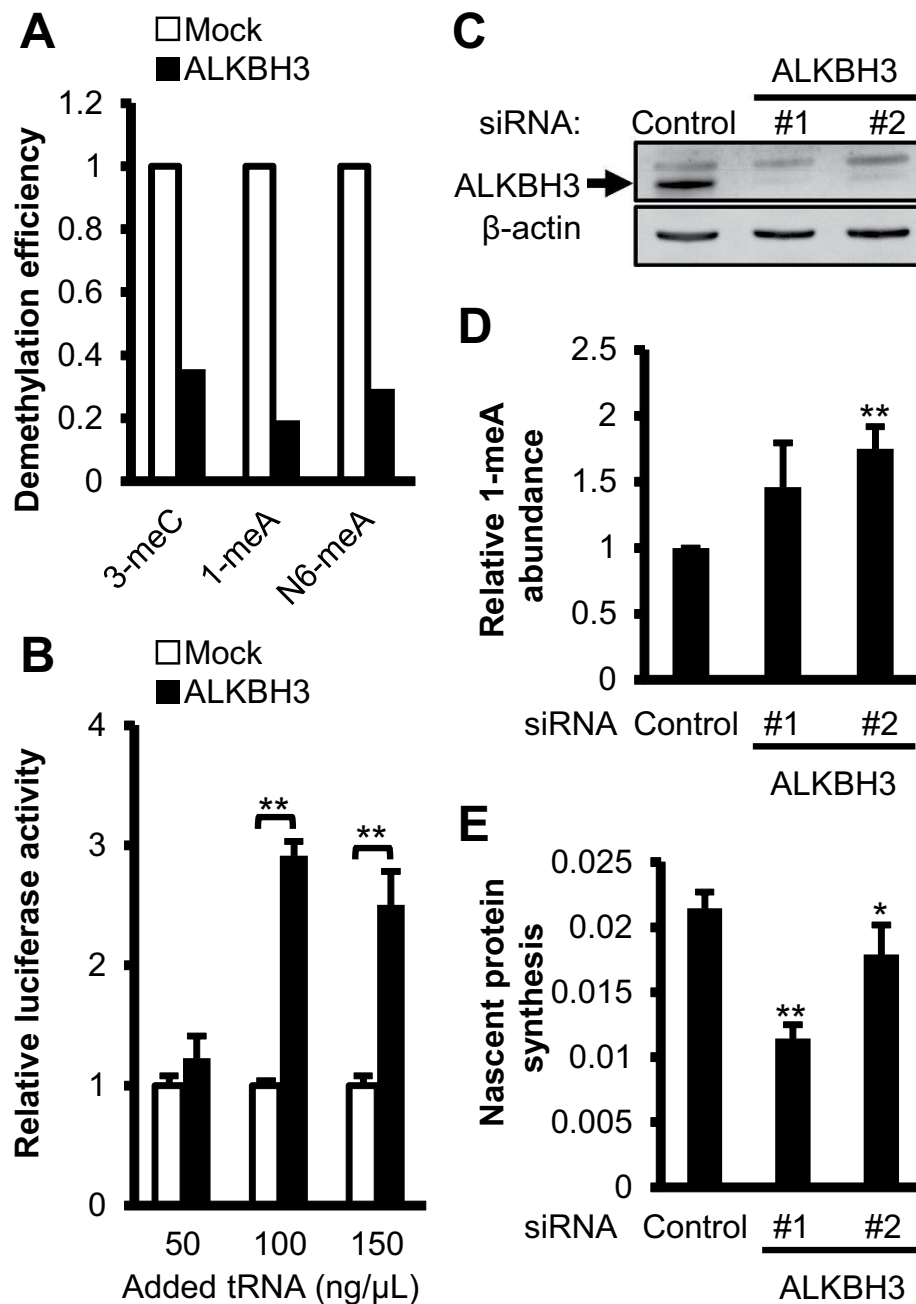 A
Mock
ALKBH3
Demethylation efficiency
1.2
1
0.8
0.6
0.4
0.2
0
3-meC
1-meA
N6-meA
B
Mock
ALKBH3
Relative luciferase activity
4
3
2
1
0
**
**
50 100 150
Added tRNA (ng/µL)
C
ALKBH3
siRNA: Control #1 #2
ALKBH3
β-actin
D
Relative 1-meA
abundance
2.5
2
1.5
1
0.5
0
**
siRNA Control #1 #2
ALKBH3
E
Nascent protein
synthesis
0.025
0.02
0.015
0.01
0.005
0
**
*
siRNA Control #1 #2
ALKBH3